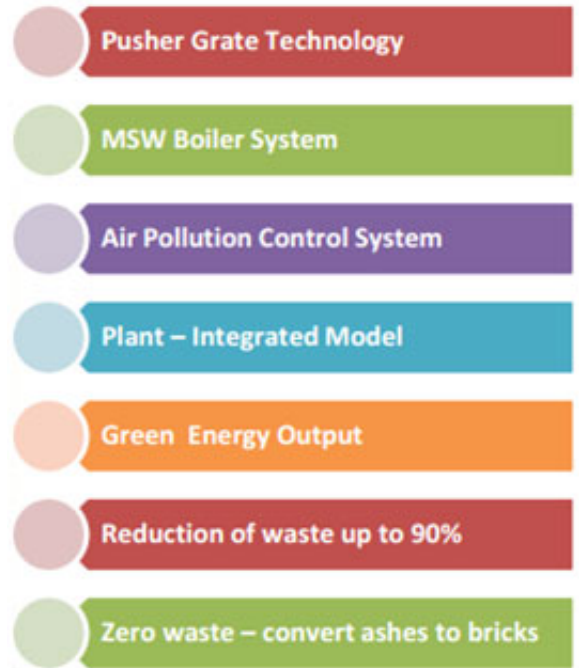 Pusher Grate Technology
MSW Boiler System
Air Pollution Control System
Plant – Integrated Model
Green  Energy Output
Reduction of waste up to 90%
Zero waste – convert ashes to bricks